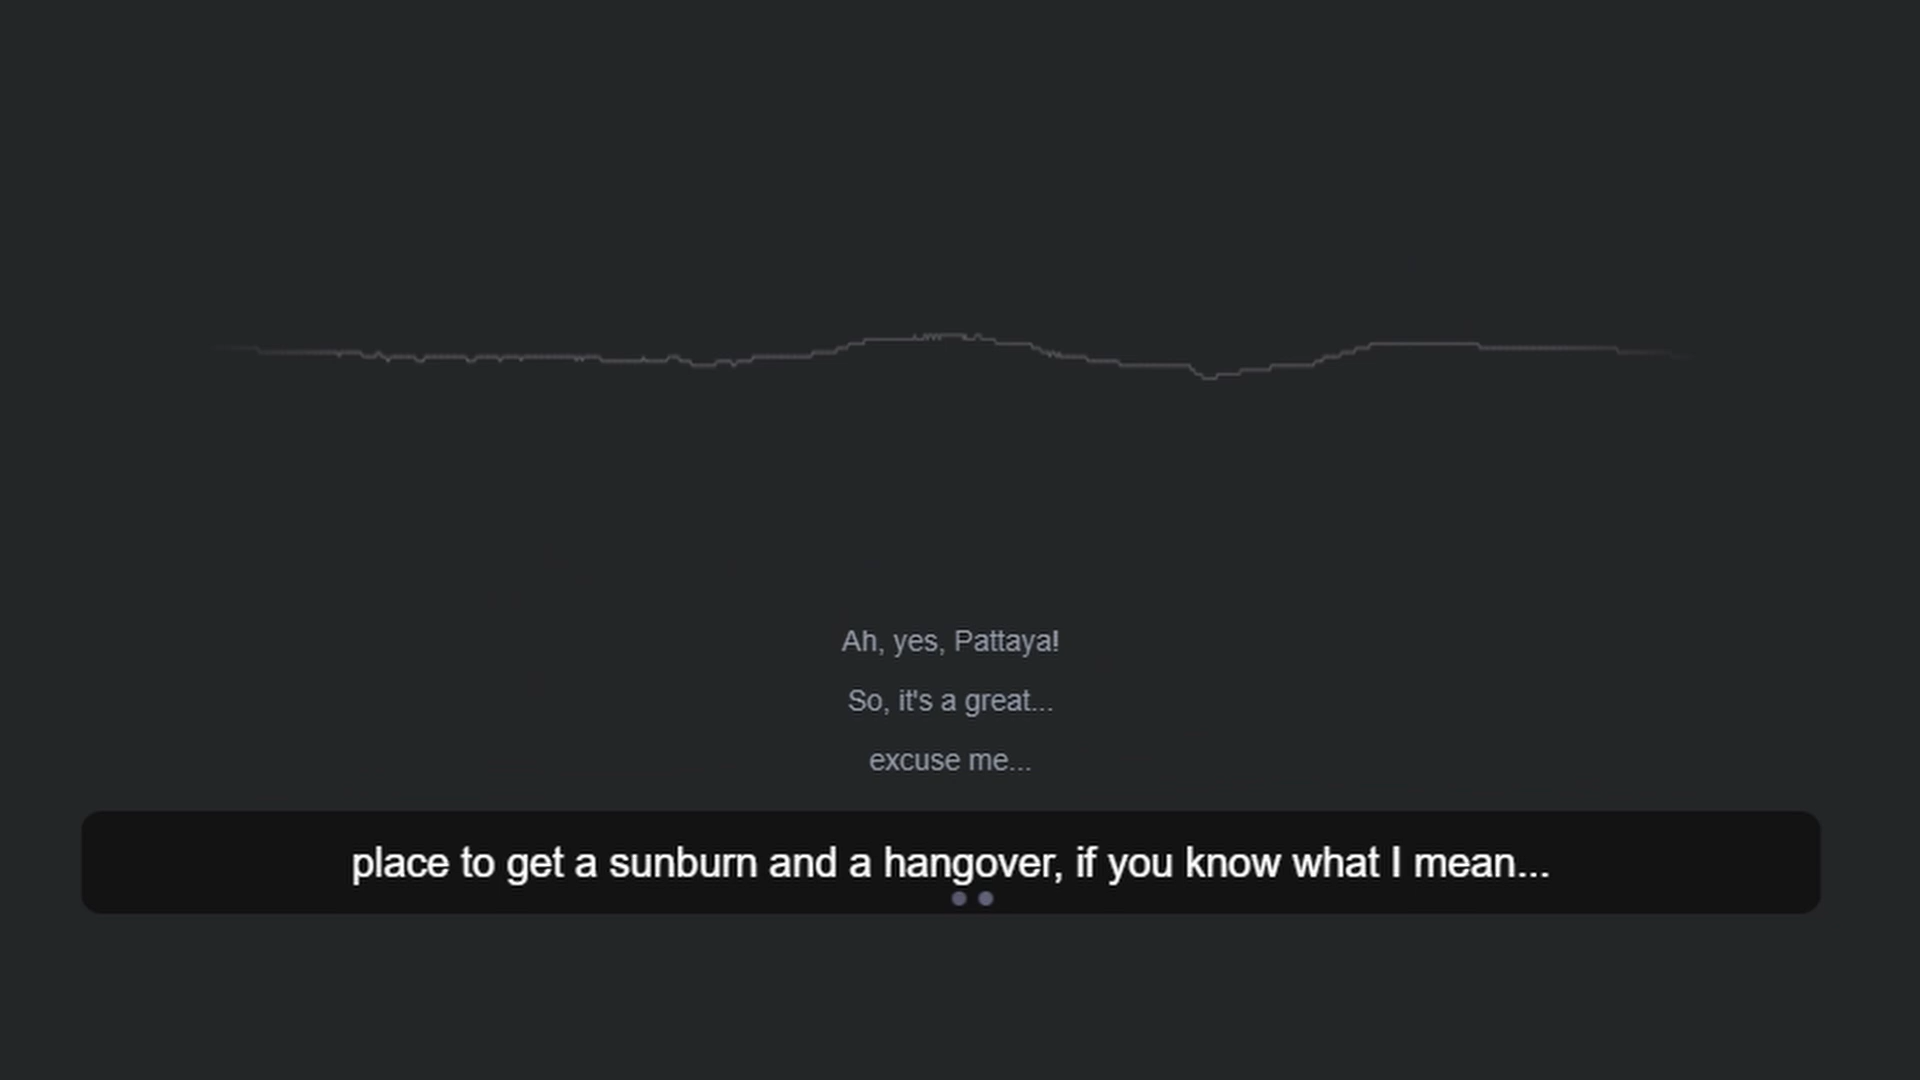 Ah, yes, Pattaya!
So, it's a great...
excuse me...
place to get a sunburn and a hangover, if you know what I mean...